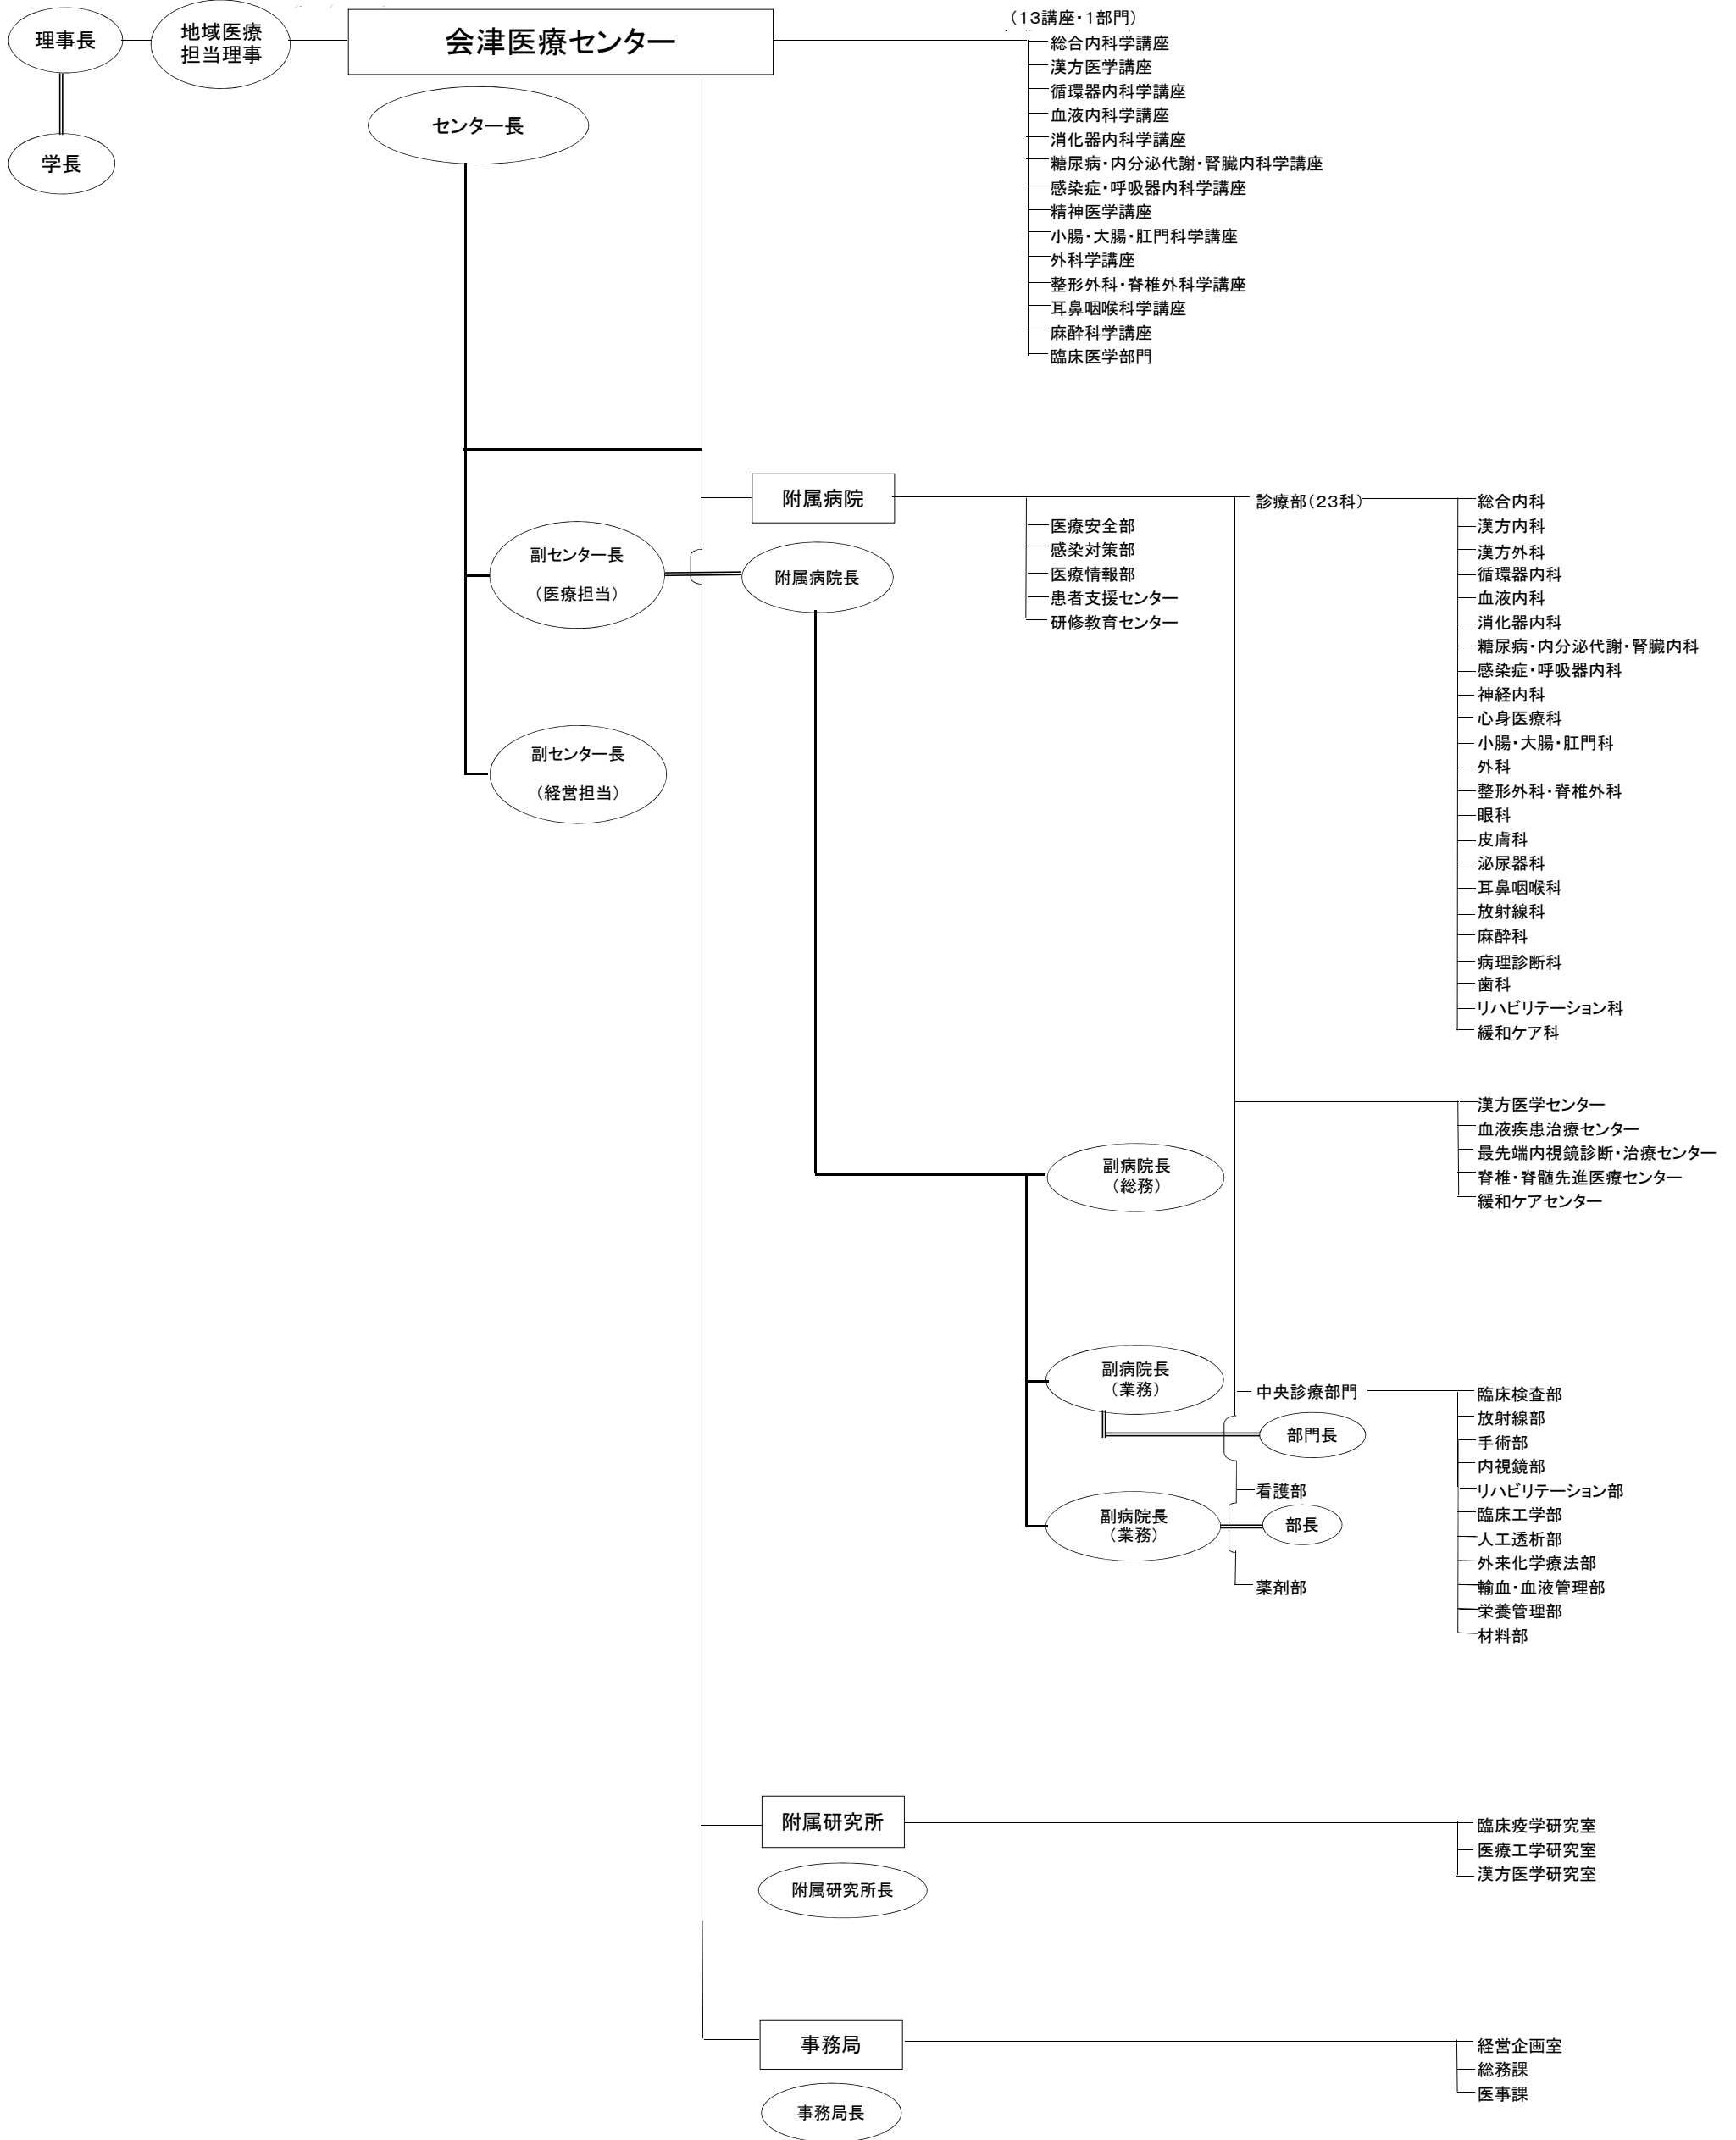 理事長
地域医療
担当理事
会津医療センター
学長
センター長
（１３講座・１部門）
総合内科学講座
漢方医学講座
循環器内科学講座
血液内科学講座
消化器内科学講座
糖尿病・内分泌代謝・腎臓内科学講座
感染症・呼吸器内科学講座
精神医学講座
小腸・大腸・肛門科学講座
外科学講座
整形外科・脊椎外科学講座
耳鼻咽喉科学講座
麻酔科学講座
臨床医学部門
附属病院
副センター長
（医療担当）
附属病院長
副センター長
（経営担当）
医療安全部
感染対策部
医療情報部
患者支援センター
研修教育センター
診療部（２３科）
総合内科
漢方内科
漢方外科
循環器内科
血液内科
消化器内科
糖尿病・内分泌代謝・腎臓内科
感染症・呼吸器内科
神経内科
心身医療科
小腸・大腸・肛門科
外科
整形外科・脊椎外科
眼科
皮膚科
泌尿器科
耳鼻咽喉科
放射線科
麻酔科
病理診断科
歯科
リハビリテーション科
緩和ケア科
漢方医学センター
血液疾患治療センター
最先端内視鏡診断・治療センター
脊椎・脊髄先進医療センター
緩和ケアセンター
副病院長
（総務）
副病院長
（業務）
中央診療部門
部門長
看護部
副病院長
（業務）
部長
薬剤部
臨床検査部
放射線部
手術部
内視鏡部
リハビリテーション部
臨床工学部
人工透析部
外来化学療法部
輸血・血液管理部
栄養管理部
材料部
附属研究所
附属研究所長
臨床疫学研究室
医療工学研究室
漢方医学研究室
事務局
事務局長
経営企画室
総務課
医事課